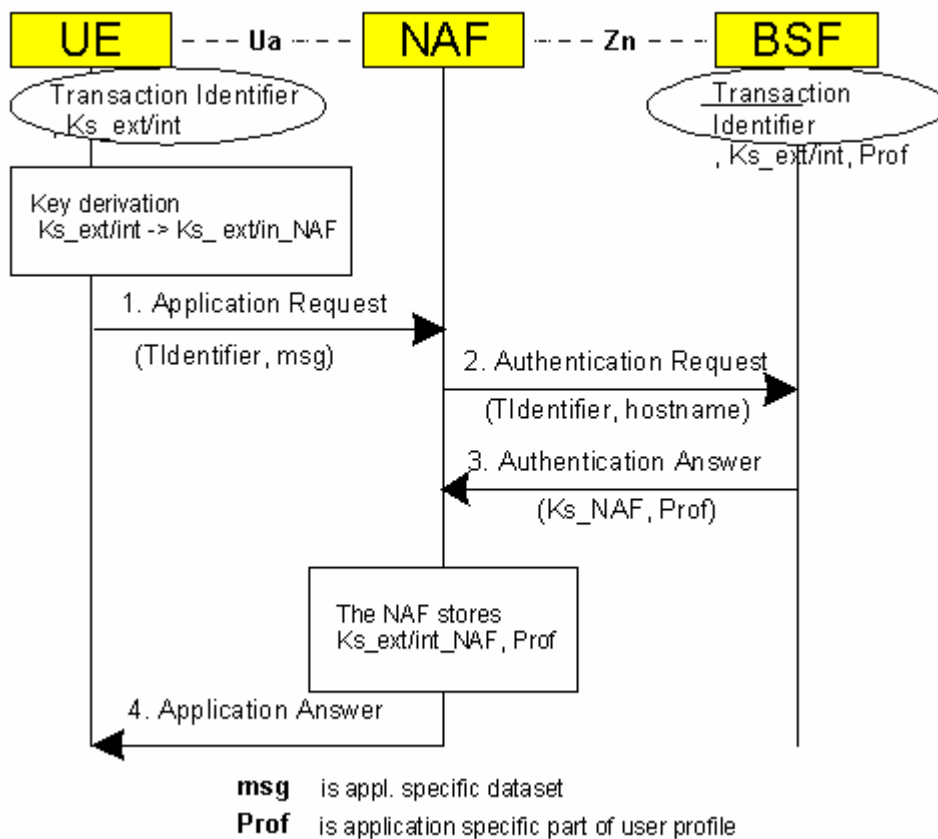 UE
Ua
NAF
Zn
BSF
Transaction Identifier
, Ks_ext/int
Transaction
Identifier
, Ks_ext/int, Prof
Key derivation
Ks_ext/int -> Ks_ ext/in_NAF
1. Application Request
(TIdentifier, msg)
2. Authentication Request
(TIdentifier, hostname)
3. Authentication Answer
(Ks_NAF, Prof)
The NAF stores
Ks_ext/int_NAF, Prof
4. Application Answer
msg is appl. specific dataset
Prof is application specific part of user profile